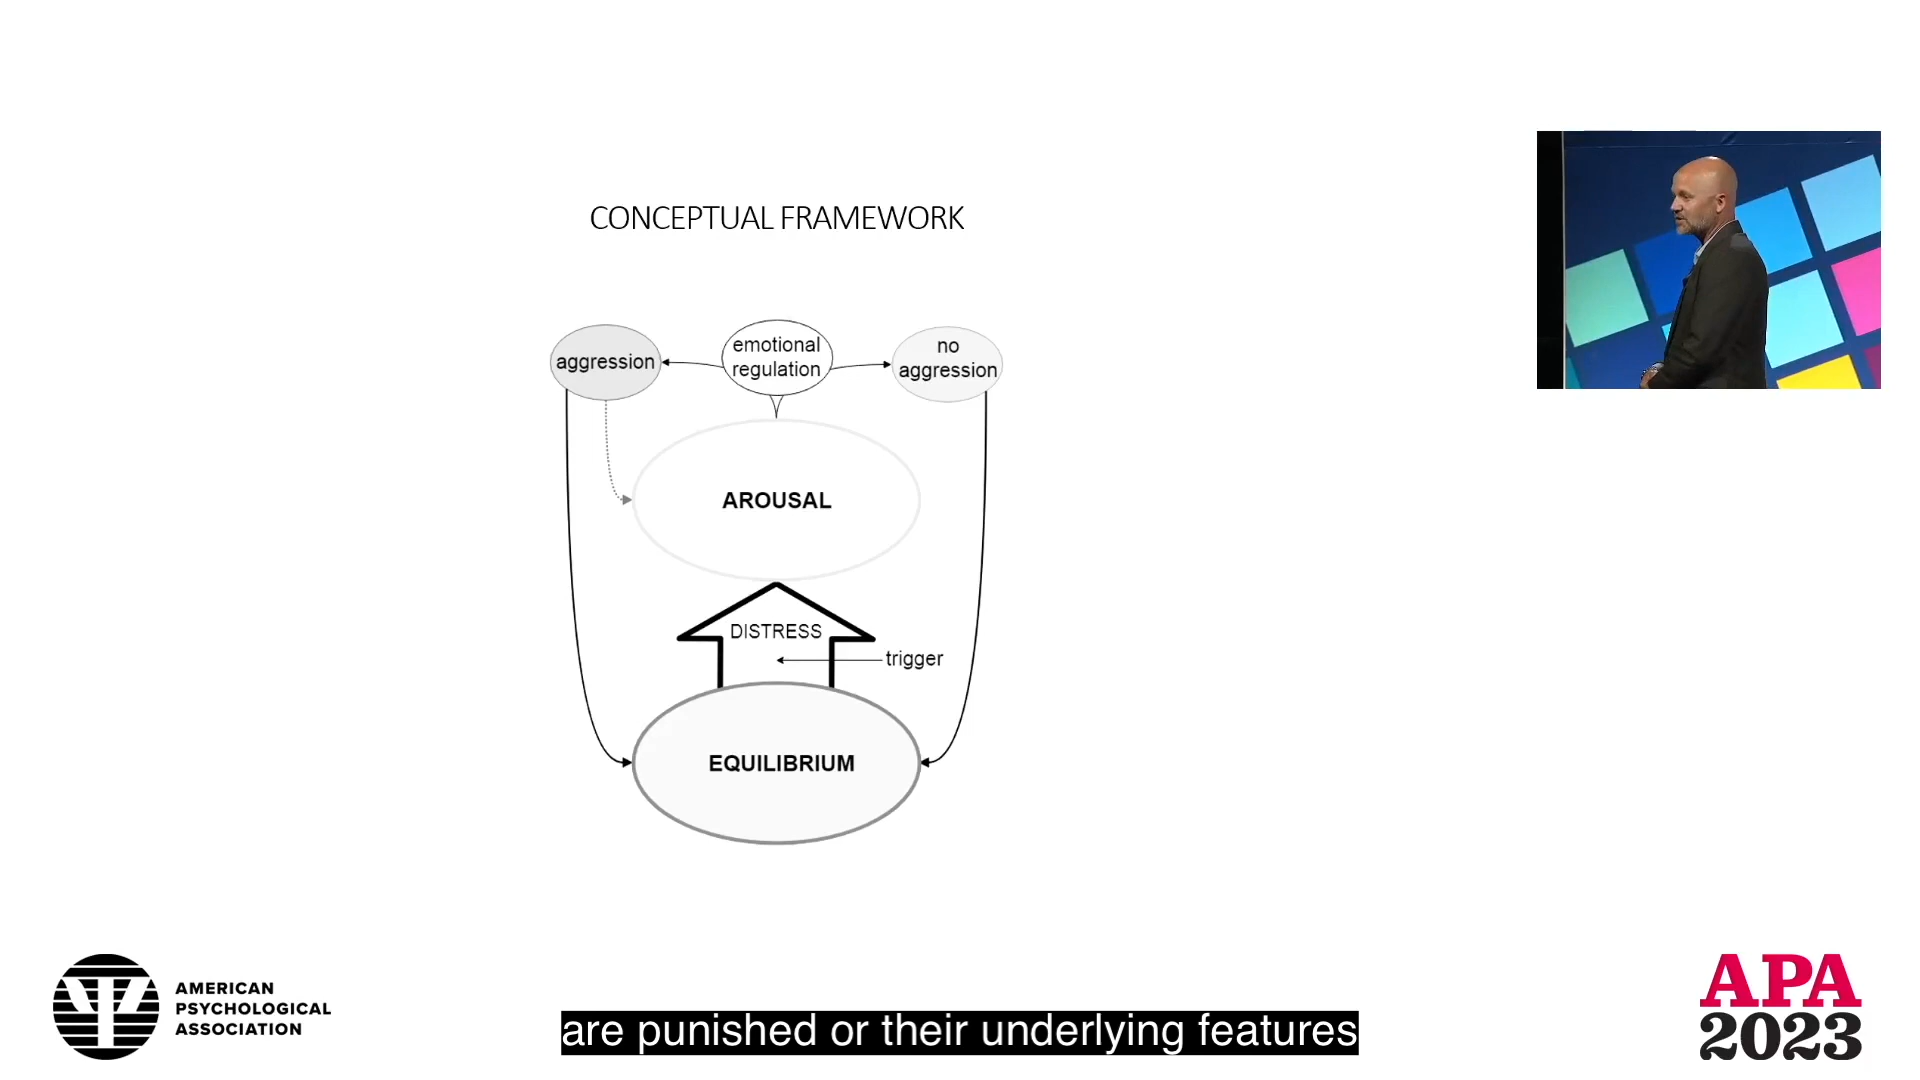 CONCEPTUAL FRAMEWORK
aggression
emotional
regulation
no
aggression
AROUSAL
DISTRESS
trigger
EQUILIBRIUM
AMERICAN
PSYCHOLOGICAL
ASSOCIATION
are punished or their underlying features
APA
2023